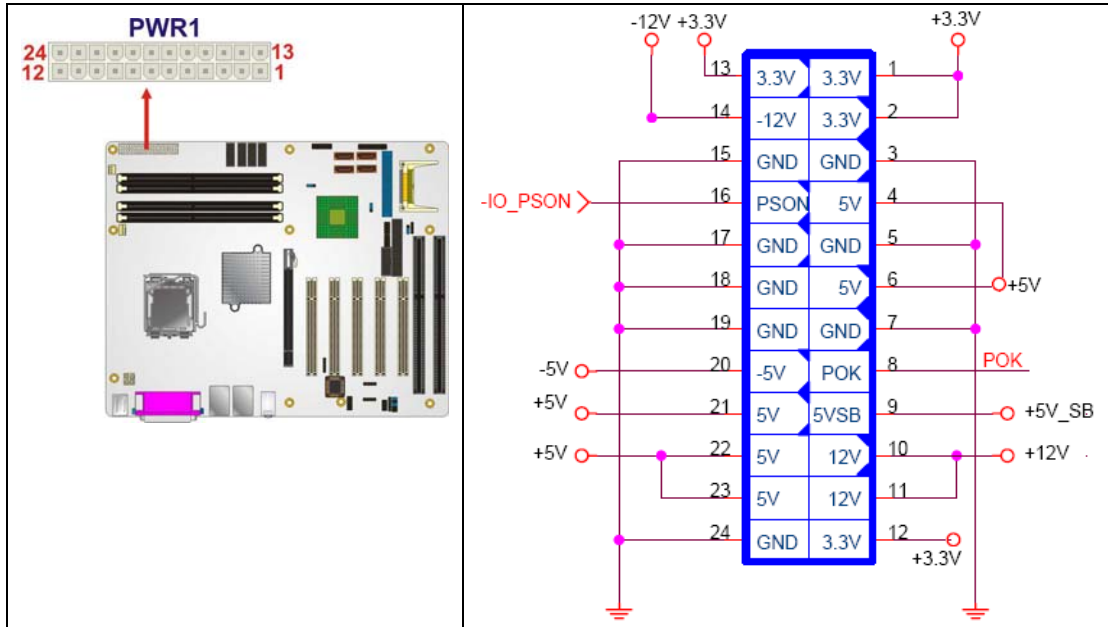 PWR1
24 13
12 1
-12V +3.3V +3.3V
13 3.3V 3.3V 1
14 -12V 3.3V 2
15 GND GND 3
-IO_PSON 16 PSON 5V 4
17 GND GND 5
18 GND 5V 6 +5V
19 GND GND 7
-5V 20 -5V POK 8 POK
+5V 21 5V 5VSB 9 +5V_SB
+5V 22 5V 12V 10 +12V
23 5V 12V 11
24 GND 3.3V 12
+3.3V